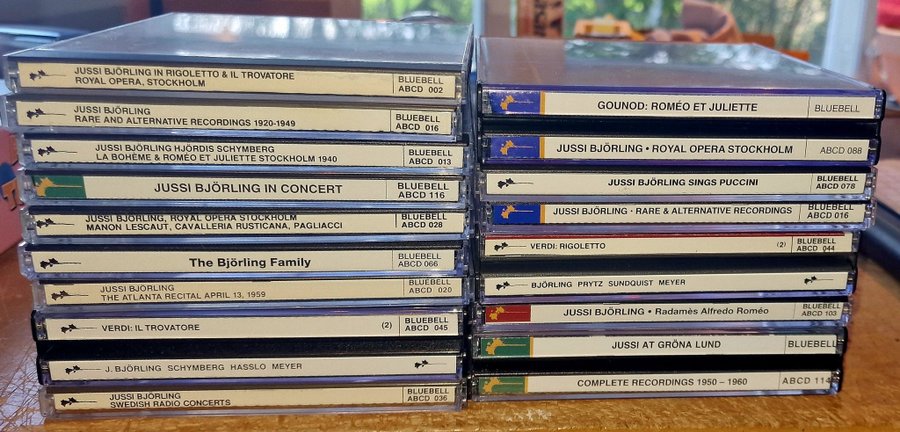 JUSSI BJÖRLING IN RIGOLETTO & IL TROVATORE
ROYAL OPERA, STOCKHOLM
BLUEBELL
ABCD 002
JUSSI BJÖRLING
RARE AND ALTERNATIVE RECORDINGS 1920-1949
BLUEBELL
ABCD 016
JUSSI BJÖRLING HJÖRDIS SCHYMBERG
LA BOHÈME & ROMÉO ET JULIETTE STOCKHOLM 1940
BLUEBELL
ABCD 013
JUSSI BJÖRLING IN CONCERT
BLUEBELL
ABCD 116
JUSSI BJÖRLING, ROYAL OPERA STOCKHOLM
MANON LESCAUT, CAVALLERIA RUSTICANA, PAGLIACCI
BLUEBELL
ABCD 028
The Björling Family
BLUEBELL
ABCD 066
JUSSI BJÖRLING
THE ATLANTA RECITAL APRIL 13, 1959
BLUEBELL
ABCD 020
VERDI: IL TROVATORE
(2)
BLUEBELL
ABCD 045
J. BJÖRLING SCHYMBERG HASSLO MEYER
JUSSI BJÖRLING
SWEDISH RADIO CONCERTS
BLUEBELL
ABCD 036
GOUNOD: ROMÉO ET JULIETTE
BLUEBELL
JUSSI BJÖRLING • ROYAL OPERA STOCKHOLM
ABCD 088
JUSSI BJÖRLING SINGS PUCCINI
BLUEBELL
ABCD 078
JUSSI BJÖRLING • RARE & ALTERNATIVE RECORDINGS
BLUEBELL
ABCD 016
VERDI: RIGOLETTO
(2)
BLUEBELL
ABCD 044
BJÖRLING PRYTZ SUNDQUIST MEYER
JUSSI BJÖRLING • Radamès Alfredo Roméo
BLUEBELL
ABCD 103
JUSSI AT GRÖNA LUND
BLUEBELL
COMPLETE RECORDINGS 1950 – 1960
ABCD 114